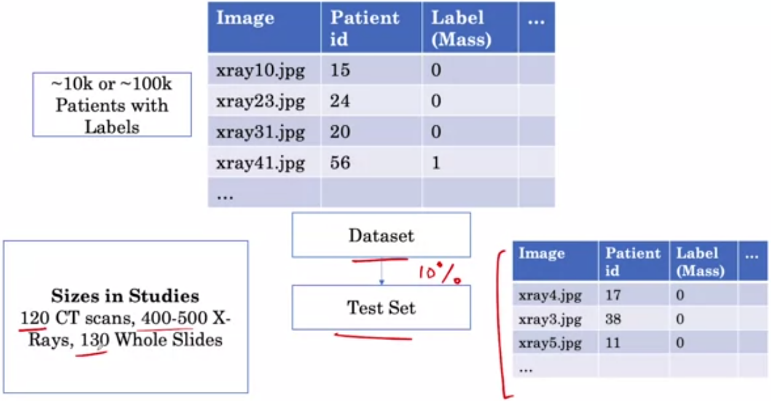 Image Patient id Label (Mass) ...
xray10.jpg 15 0
xray23.jpg 24 0
xray31.jpg 20 0
xray41.jpg 56 1
...
~10k or ~100k
Patients with
Labels
Dataset
10%
Test Set
Sizes in Studies
120 CT scans, 400-500 X-
Rays, 130 Whole Slides
Image Patient id Label (Mass) ...
xray4.jpg 17 0
xray3.jpg 38 0
xray5.jpg 11 0
...